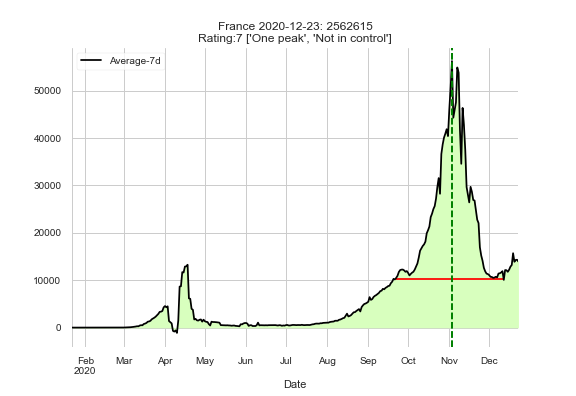 France 2020-12-23: 2562615
Rating:7 ['One peak', 'Not in control']
Average-7d
50000
40000
30000
20000
10000
0
Feb Mar Apr May Jun Jul Aug Sep Oct Nov Dec
2020
Date